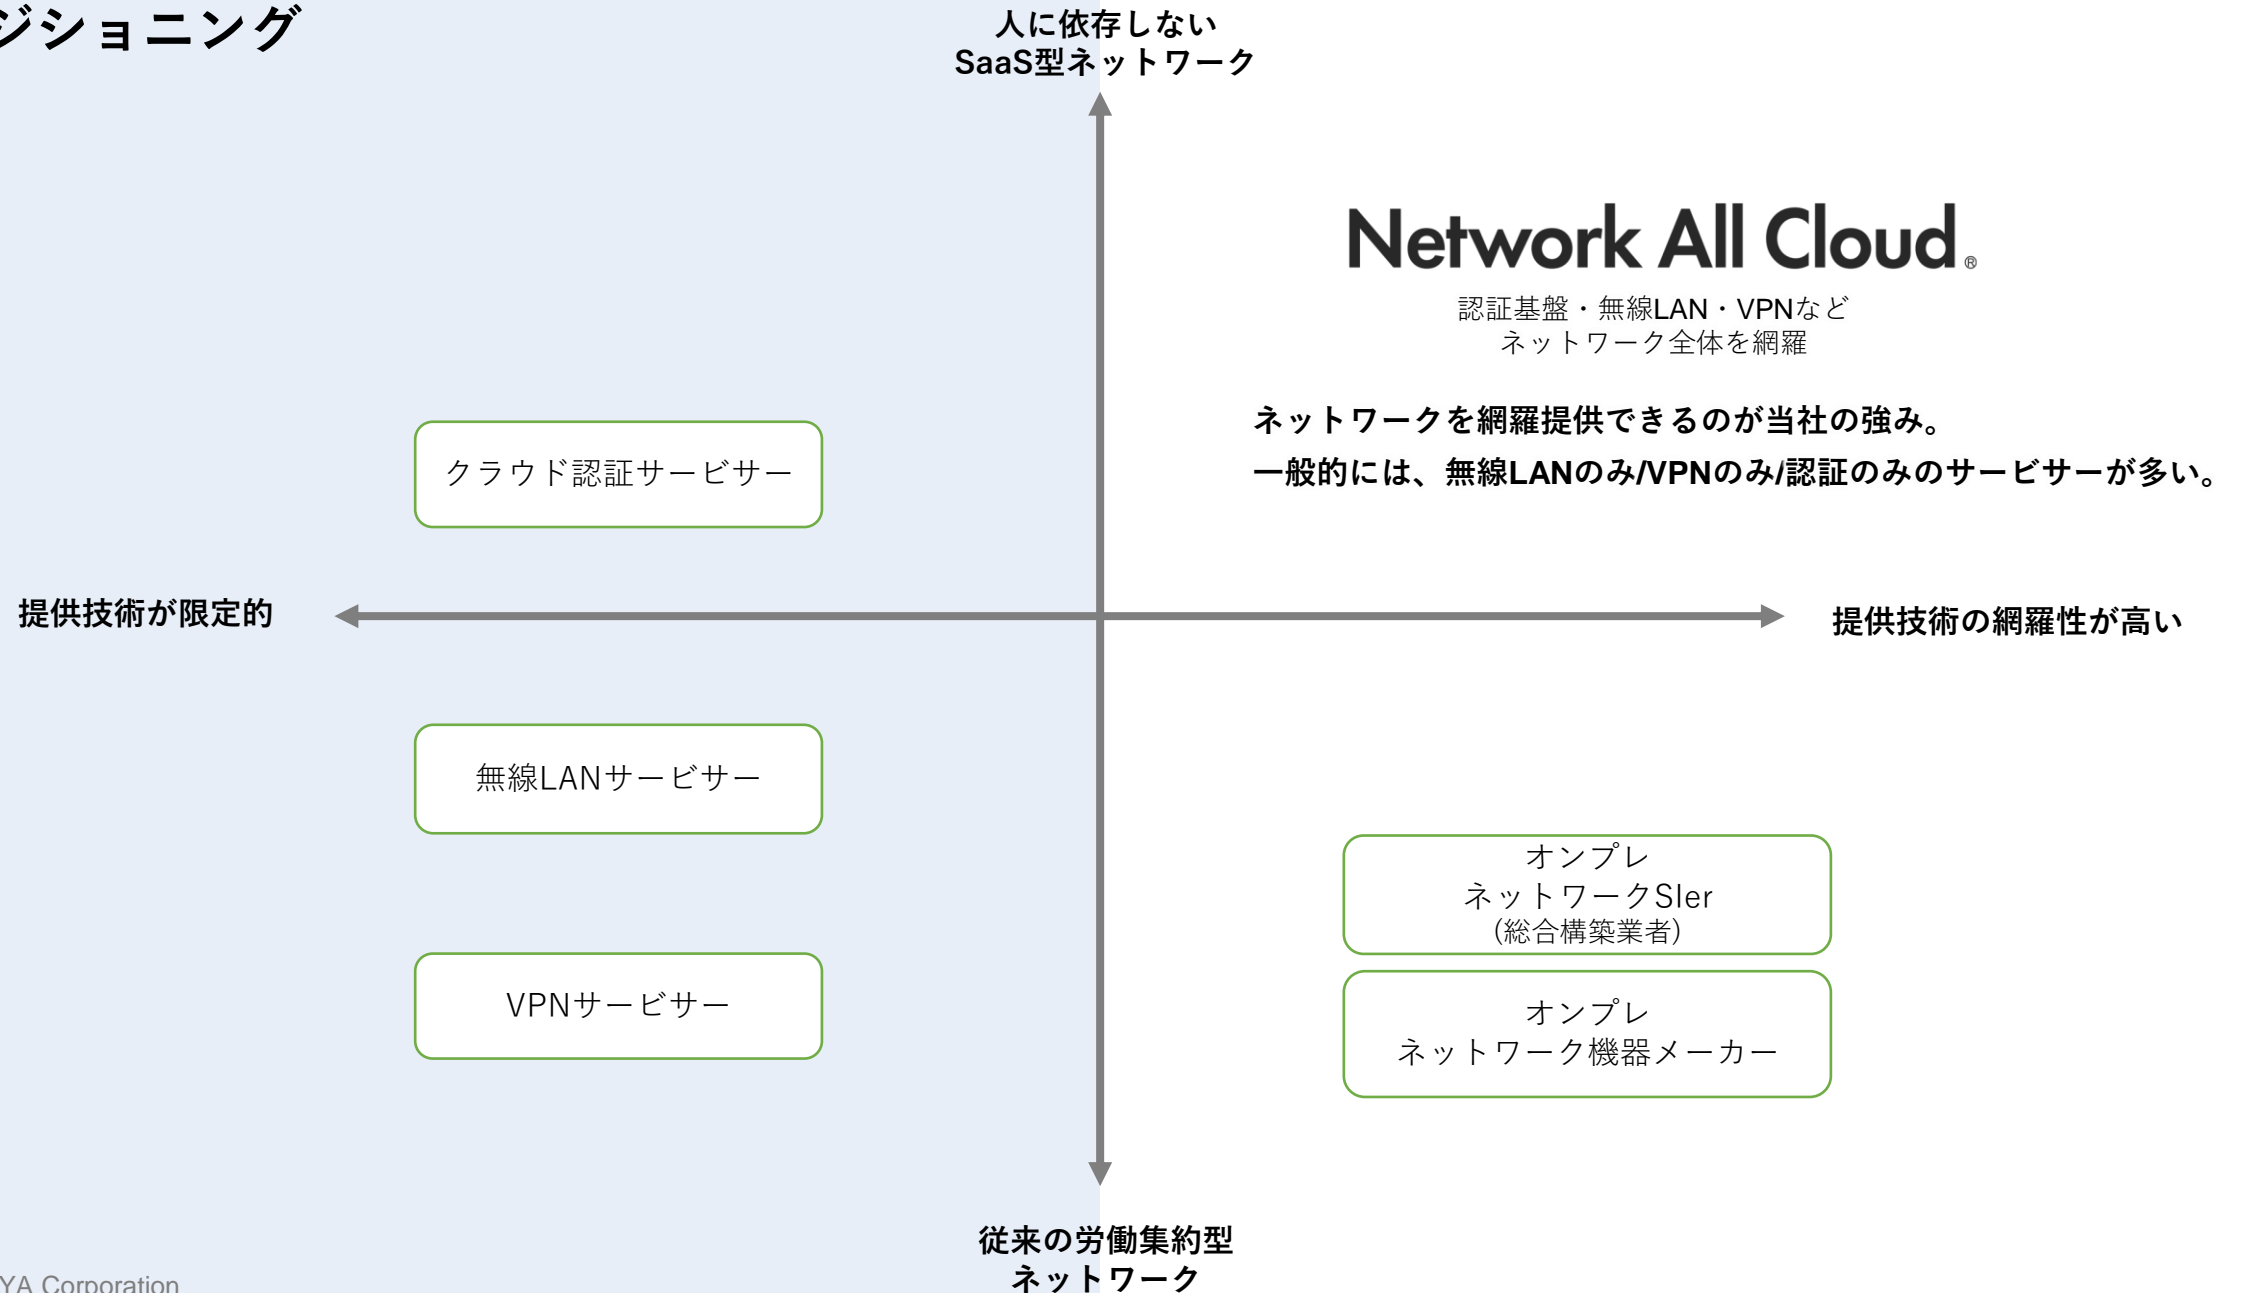 ジショニング
人に依存しない
SaaS型ネットワーク
Network All Cloud®
認証基盤・無線LAN・VPNなど
ネットワーク全体を網羅
ネットワークを網羅提供できるのが当社の強み。
一般的には、無線LANのみ/VPNのみ/認証のみのサービサーが多い。
クラウド認証サービサー
提供技術が限定的
提供技術の網羅性が高い
無線LANサービサー
オンプレ
ネットワークSIer
(総合構築業者)
VPNサービサー
オンプレ
ネットワーク機器メーカー
従来の労働集約型
ネットワーク
YA Corporation